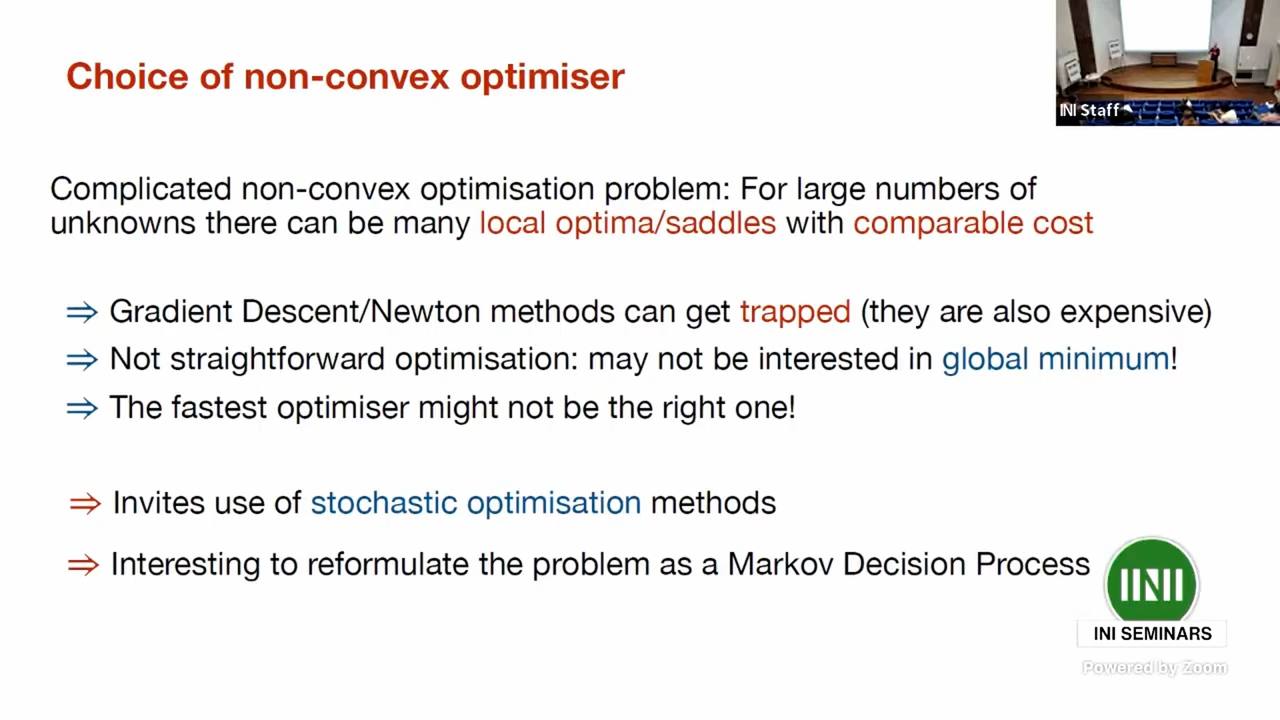 Choice of non-convex optimiser
INI Staff
Complicated non-convex optimisation problem: For large numbers of
unknowns there can be many local optima/saddles with comparable cost
⇒ Gradient Descent/Newton methods can get trapped (they are also expensive)
⇒ Not straightforward optimisation: may not be interested in global minimum!
⇒ The fastest optimiser might not be the right one!
⇒ Invites use of stochastic optimisation methods
⇒ Interesting to reformulate the problem as a Markov Decision Process
INI
INI SEMINARS
Powered by Zoom